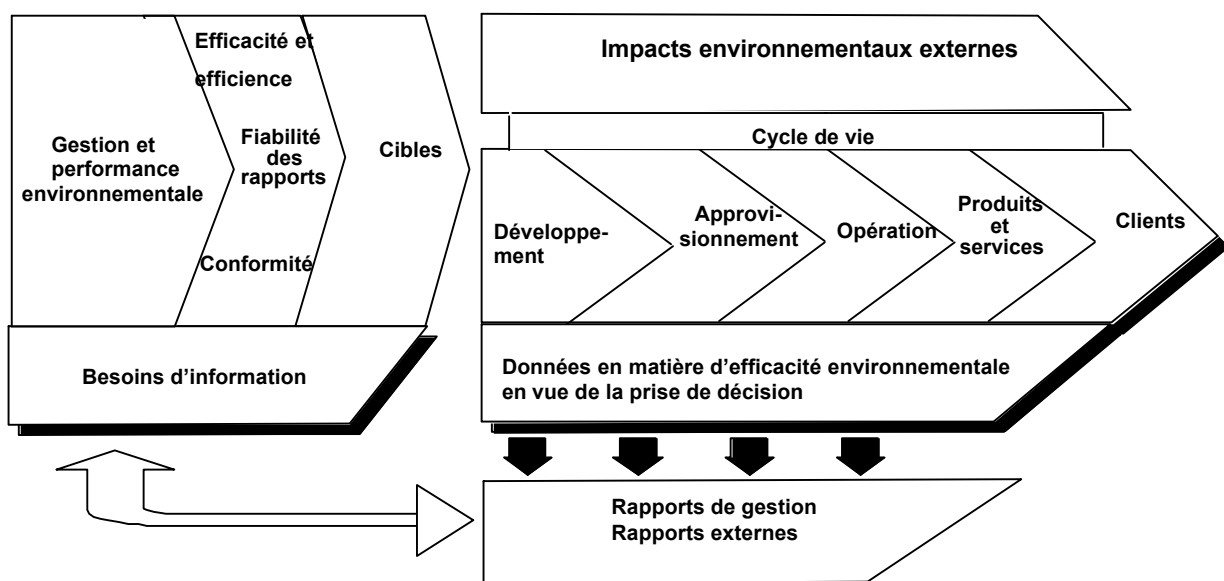 Efficacité et
efficience
Gestion et
performance
environnementale
Fiabilité
des
rapports
Conformité
Cibles
Besoins d’information
Impacts environnementaux externes
Cycle de vie
Développe-
ment
Approvi-
sionnement
Opération
Produits
et
services
Clients
Données en matière d’efficacité environnementale
en vue de la prise de décision
Rapports de gestion
Rapports externes